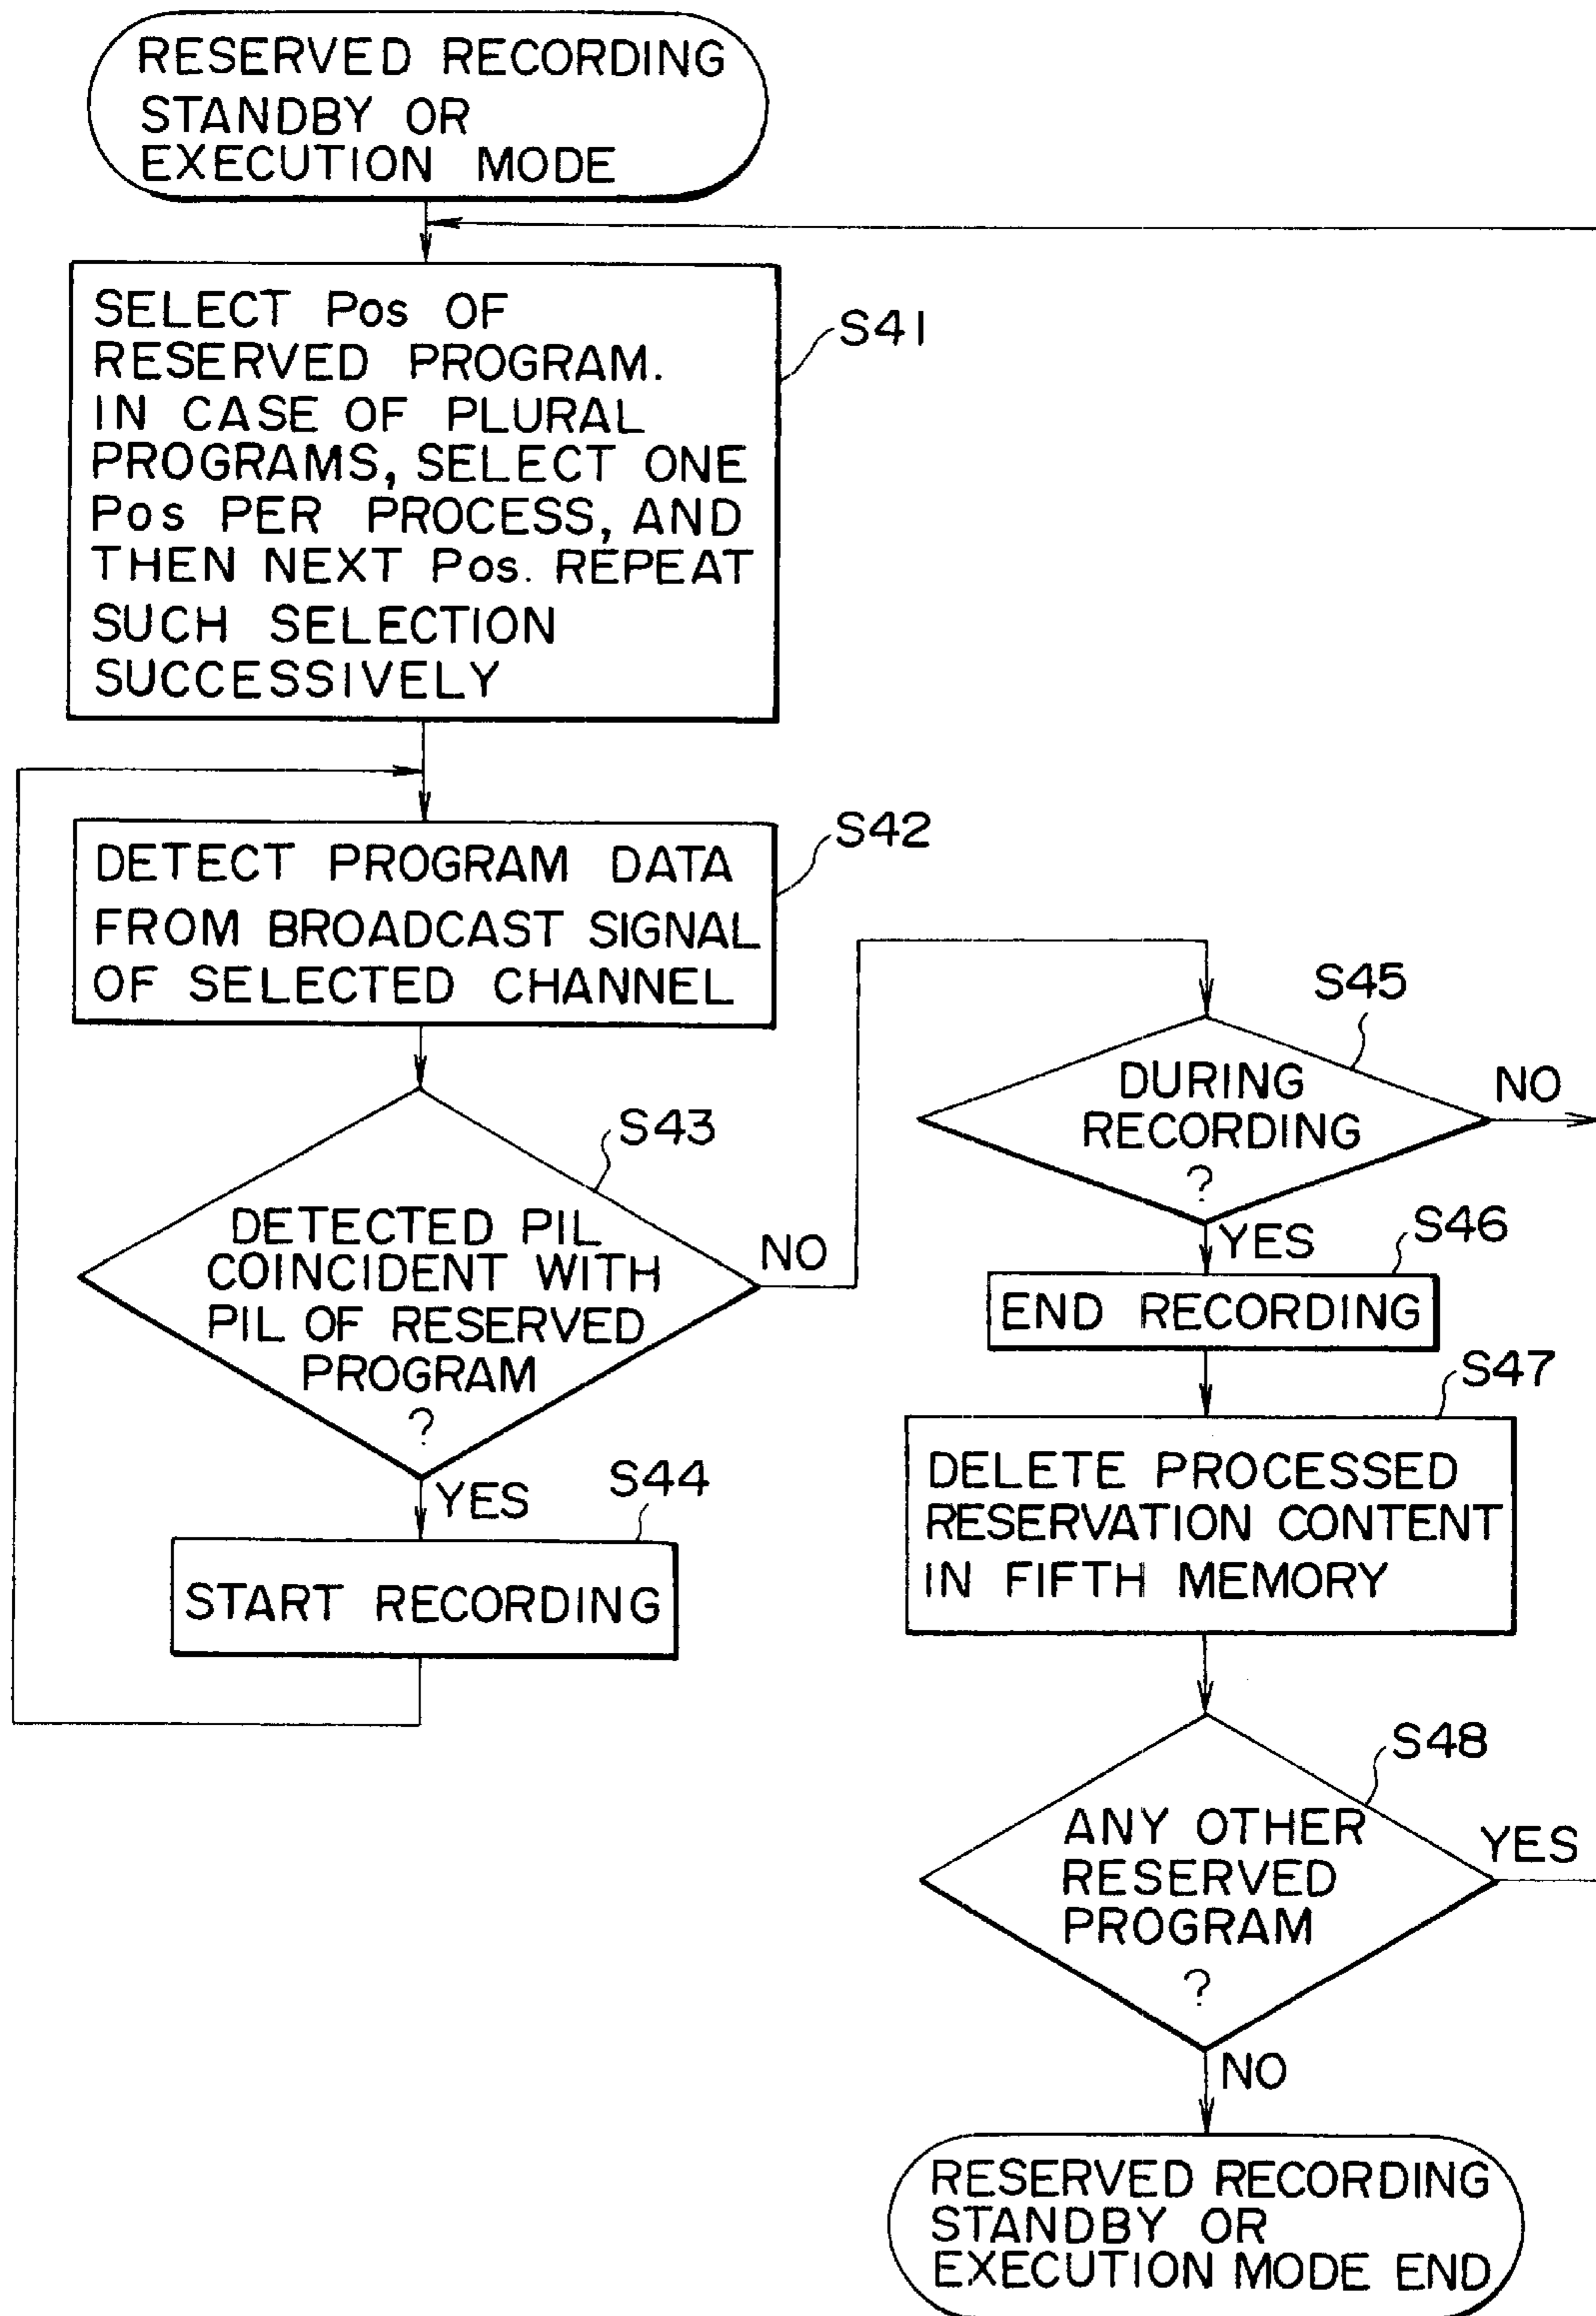 RESERVED RECORDING
STANDBY OR
EXECUTION MODE
SELECT Pos OF
RESERVED PROGRAM.
IN CASE OF PLURAL
PROGRAMS, SELECT ONE
Pos PER PROCESS, AND
THEN NEXT Pos. REPEAT
SUCH SELECTION
SUCCESSIVELY
S41
DETECT PROGRAM DATA
FROM BROADCAST SIGNAL
OF SELECTED CHANNEL
S42
DETECTED PIL
COINCIDENT WITH
PIL OF RESERVED
PROGRAM
?
S43
NO
YES
START RECORDING
S44
DURING
RECORDING
?
S45
NO
YES
END RECORDING
S46
DELETE PROCESSED
RESERVATION CONTENT
IN FIFTH MEMORY
S47
ANY OTHER
RESERVED
PROGRAM
?
S48
YES
NO
RESERVED RECORDING
STANDBY OR
EXECUTION MODE END